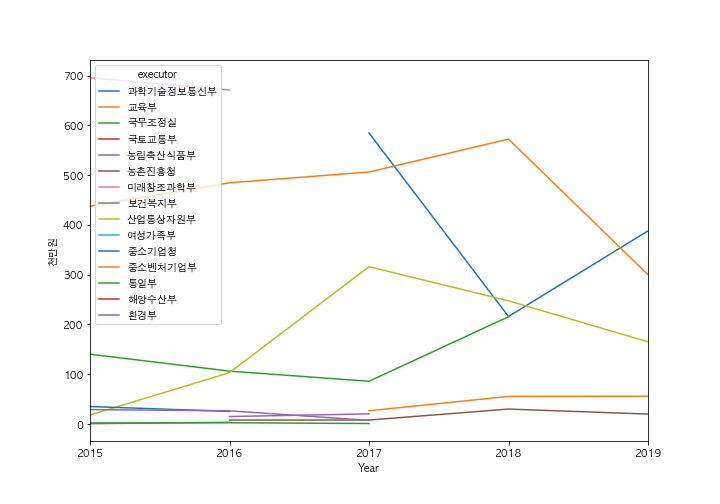 executor
과학기술정보통신부
교육부
국무조정실
국토교통부
농림축산식품부
농촌진흥청
미래창조과학부
보건복지부
산업통상자원부
여성가족부
중소기업청
중소벤처기업부
통일부
해양수산부
환경부
700
600
500
400
300
200
100
0
천만원
2015 2016 2017 2018 2019
Year